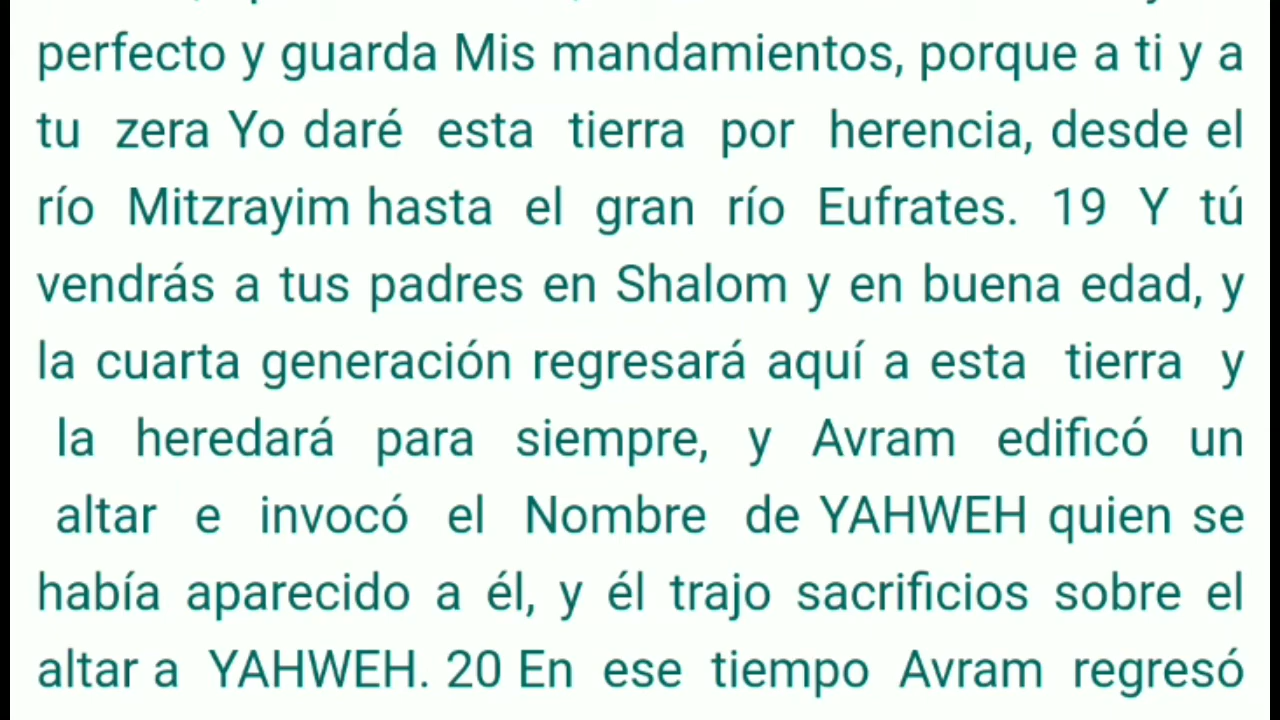 perfecto y guarda Mis mandamientos, porque a ti y a
tu zera Yo daré esta tierra por herencia, desde el
río Mitzrayim hasta el gran río Eufrates. 19 Y tú
vendrás a tus padres en Shalom y en buena edad, y
la cuarta generación regresará aquí a esta tierra y
la heredará para siempre, y Avram edificó un
altar e invocó el Nombre de YAHWEH quien se
había aparecido a él, y él trajo sacrificios sobre el
altar a YAHWEH. 20 En ese tiempo Avram regresó